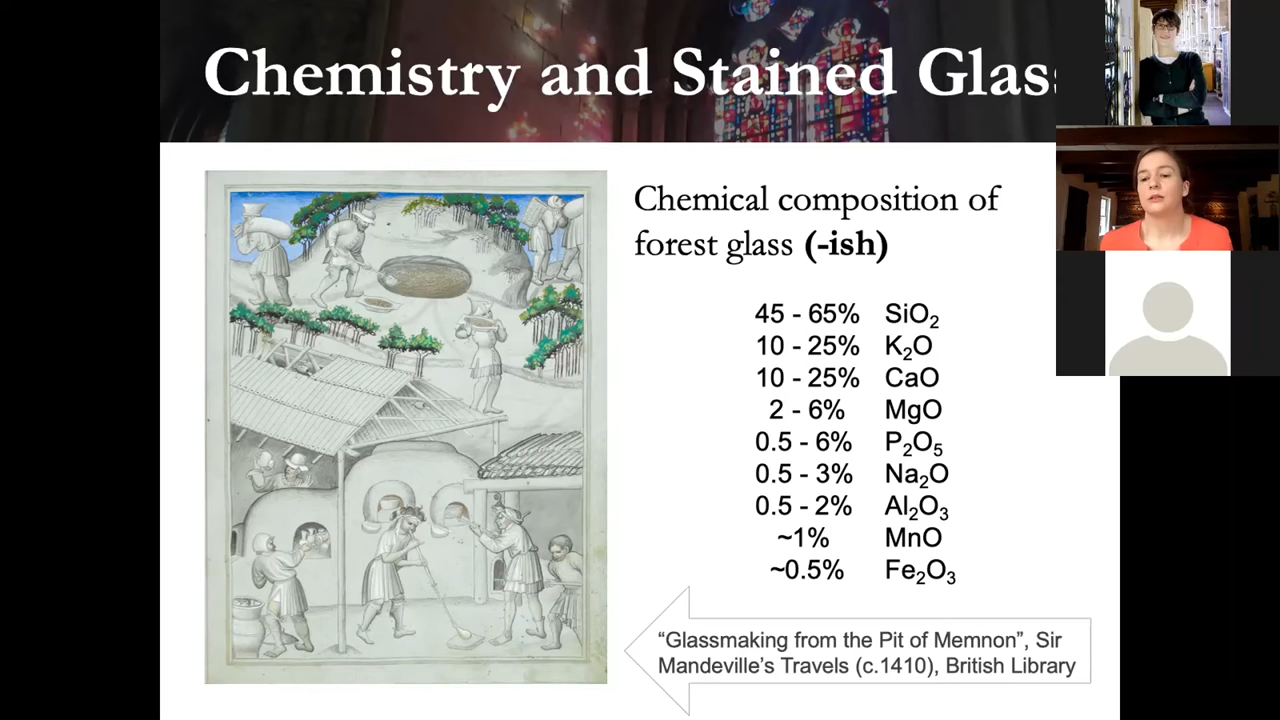 Chemistry and Stained Glass
Chemical composition of
forest glass (-ish)
45 - 65% SiO₂
10 - 25% K₂O
10 - 25% CaO
2 - 6% MgO
0.5 - 6% P₂O₅
0.5 - 3% Na₂O
0.5 - 2% Al₂O₃
~1% MnO
~0.5% Fe₂O₃
“Glassmaking from the Pit of Memnon”, Sir
Mandeville’s Travels (c.1410), British Library